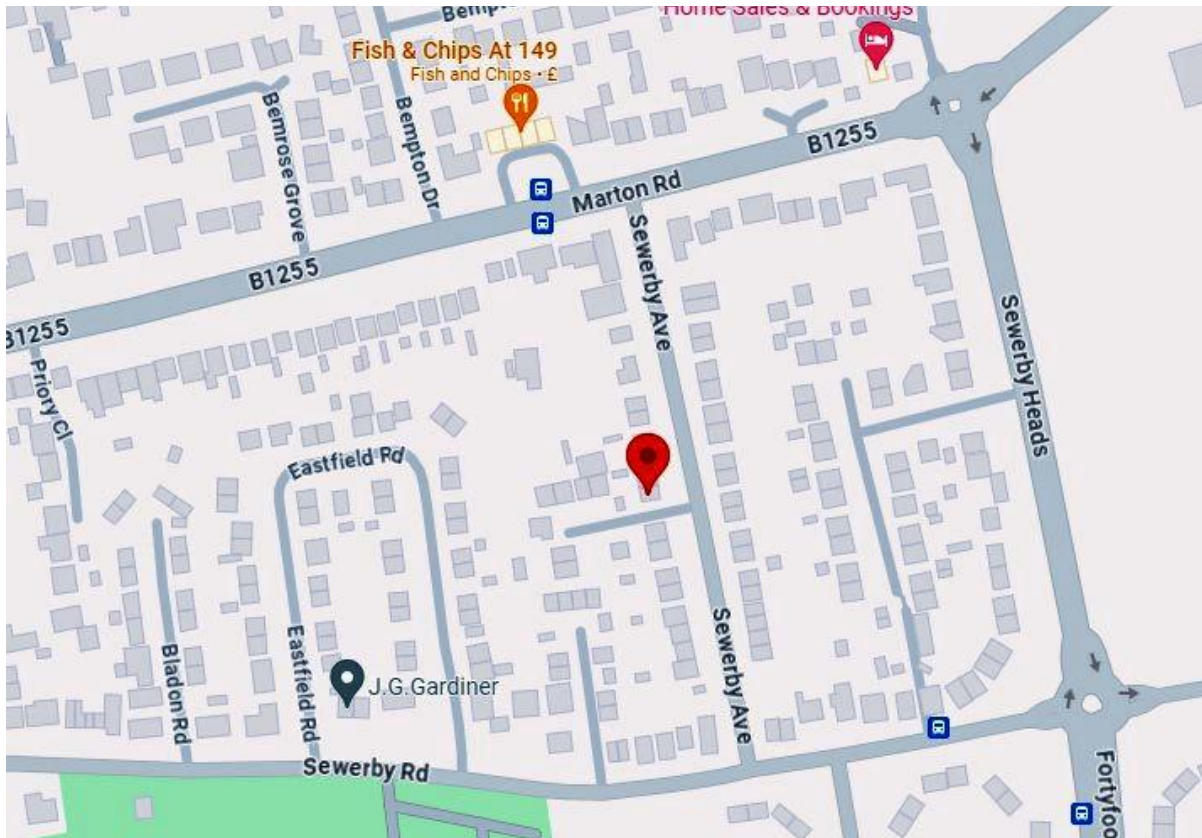 Bempto
Home Sales & Bookings
Fish & Chips At 149
Fish and Chips · £
Bemrose Grove
Bempton Dr
B1255
Marton Rd
B1255
B1255
Sewerby Ave
Priory Cl
Sewerby Heads
Eastfield Rd
Sewerby Ave
Bladon Rd
Eastfield Rd
J.G.Gardiner
Sewerby Rd
Fortyfoo